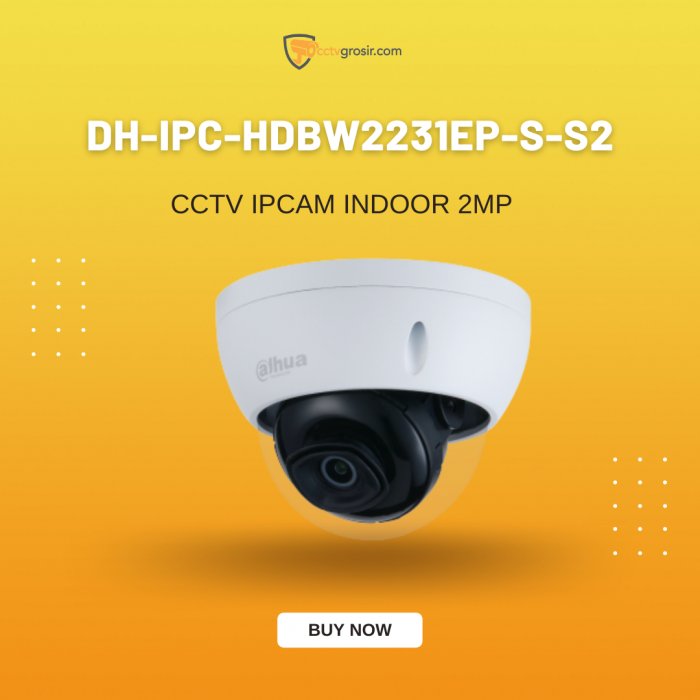 cctvgrosir.com
DH-IPC-HDBW2231EP-S-S2
CCTV IPCAM INDOOR 2MP
alhua
BUY NOW